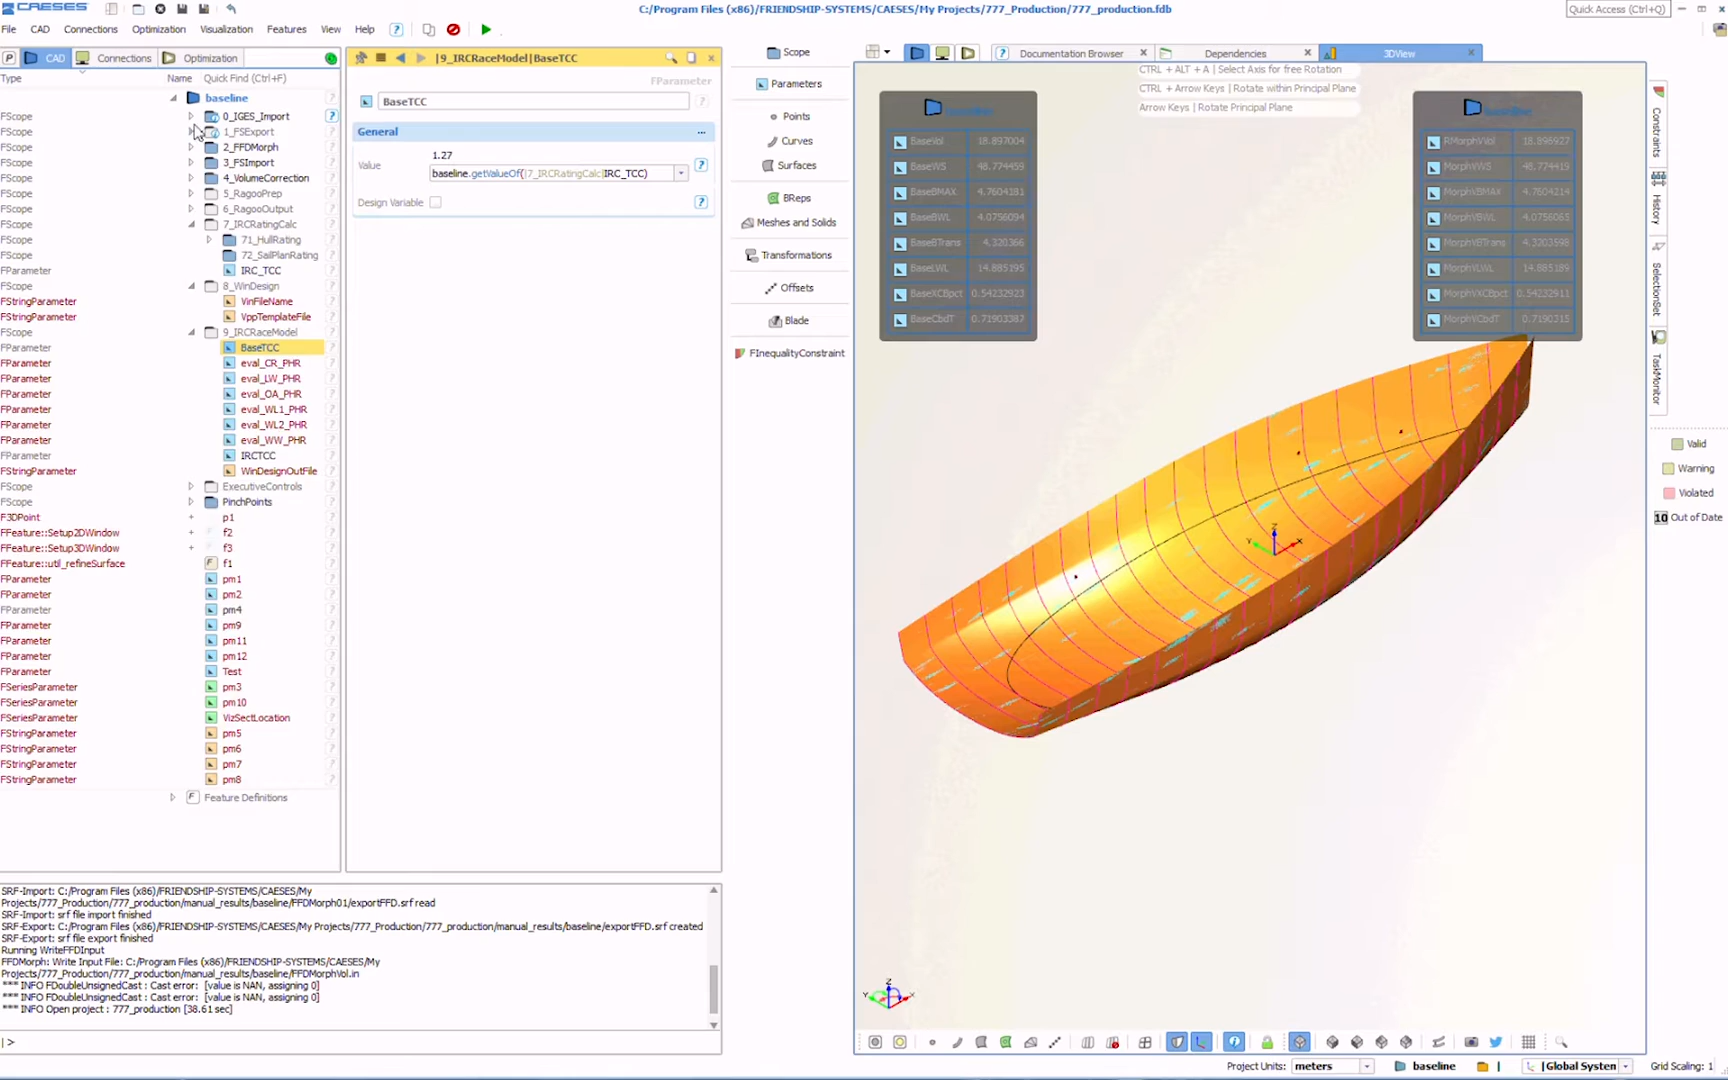 CAESES
C:/Program Files (x86)/FRIENDSHIP-SYSTEMS/CAESES/My Projects/777_Production/777_production.fdb
Quick Access (Ctrl+Q)
File CAD Connections Optimization Visualization Features View Help
CAD Connections Optimization
Type Name Quick Find (Ctrl+F)
baseline
FScope 0_IGES_Import
FScope 1_FSExport
FScope 2_FFDMorph
FScope 3_FSImport
FScope 4_VolumeCorrection
FScope 5_RagooPrep
FScope 6_RagooOutput
FScope 7_IRCRatingCalc
FScope 71_HullRating
FScope 72_SailPlanRating
FParameter IRC_TCC
FScope 8_WinDesign
FStringParameter VinFileName
FStringParameter VppTemplateFile
FScope 9_IRCRaceModel
FParameter BaseTCC
FParameter eval_CR_PHR
FParameter eval_LW_PHR
FParameter eval_OA_PHR
FParameter eval_WL1_PHR
FParameter eval_WL2_PHR
FParameter eval_WW_PHR
FParameter IRCTCC
FStringParameter WinDesignOutFile
FScope ExecutiveControls
FScope PinchPoints
F3DPoint p1
FFeature::Setup2DWindow f2
FFeature::Setup3DWindow f3
FFeature::util_refineSurface f1
FParameter pm1
FParameter pm2
FParameter pm4
FParameter pm9
FParameter pm11
FParameter pm12
FParameter Test
FSeriesParameter pm3
FSeriesParameter pm10
FSeriesParameter VizSectLocation
FStringParameter pm5
FStringParameter pm6
FStringParameter pm7
FStringParameter pm8
Feature Definitions
|9_IRCRaceModel|BaseTCC
FParameter
BaseTCC
General ...
1.27
Value baseline.getValueOf(|7_IRCRatingCalc|IRC_TCC)
Design Variable
Scope
Parameters
Points
Curves
Surfaces
BReps
Meshes and Solids
Transformations
Offsets
Blade
FInequalityConstraint
Documentation Browser Dependencies 3DView
CTRL + ALT + A | Select Axis for free Rotation
CTRL + Arrow Keys | Rotate within Principal Plane
Arrow Keys | Rotate Principal Plane
BaseVol 18.897004
BaseWS 48.774459
BaseBMAX 4.7604181
BaseBWL 4.0756094
BaseBTrans 4.320366
BaseLWL 14.885195
BaseXCBpct 0.54232923
BaseCbdT 0.71903387
RMorphVVol 18.896927
MorphVWS 48.774419
MorphVBMAX 4.7604214
MorphVBWL 4.0756065
MorphVBTrans 4.3203598
MorphVLWL 14.885189
MorphVXCBpct 0.54232911
MorphVCbdT 0.7190315
Constraints
History
SelectionSet
TaskMonitor
Valid
Warning
Violated
10 Out of Date
SRF-Import: C:/Program Files (x86)/FRIENDSHIP-SYSTEMS/CAESES/My
Projects/777_Production/777_production/manual_results/baseline/FFDMorph01/exportFFD.srf read
SRF-Import: srf file import finished
SRF-Export: C:/Program Files (x86)/FRIENDSHIP-SYSTEMS/CAESES/My Projects/777_Production/777_production/manual_results/baseline/exportFFD.srf created
SRF-Export: srf file export finished
Running WriteFFDInput
FFDMorph: Write Input File: C:/Program Files (x86)/FRIENDSHIP-SYSTEMS/CAESES/My
Projects/777_Production/777_production/manual_results/baseline/FFDMorphVol.in
*** INFO FDoubleUnsignedCast : Cast error: [value is NAN, assigning 0]
*** INFO FDoubleUnsignedCast : Cast error: [value is NAN, assigning 0]
*** INFO Open project : 777_production [38.61 sec]
|>
Project Units: meters baseline |Global System Grid Scaling: 1